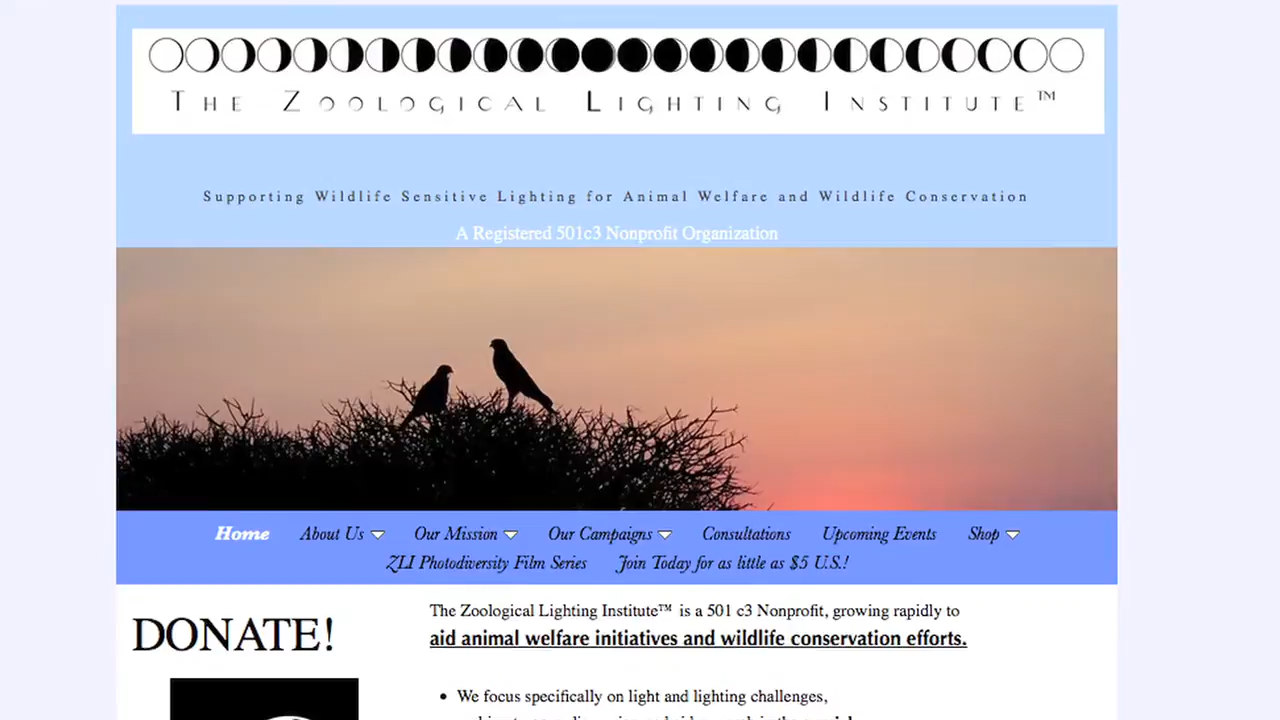 The Zoological Lighting Institute™
Supporting Wildlife Sensitive Lighting for Animal Welfare and Wildlife Conservation
A Registered 501c3 Nonprofit Organization
Home About Us Our Mission Our Campaigns Consultations Upcoming Events Shop
ZLI Photodiversity Film Series Join Today for as little as $5 U.S.!
DONATE!
The Zoological Lighting Institute™ is a 501 c3 Nonprofit, growing rapidly to
aid animal welfare initiatives and wildlife conservation efforts.
• We focus specifically on light and lighting challenges,